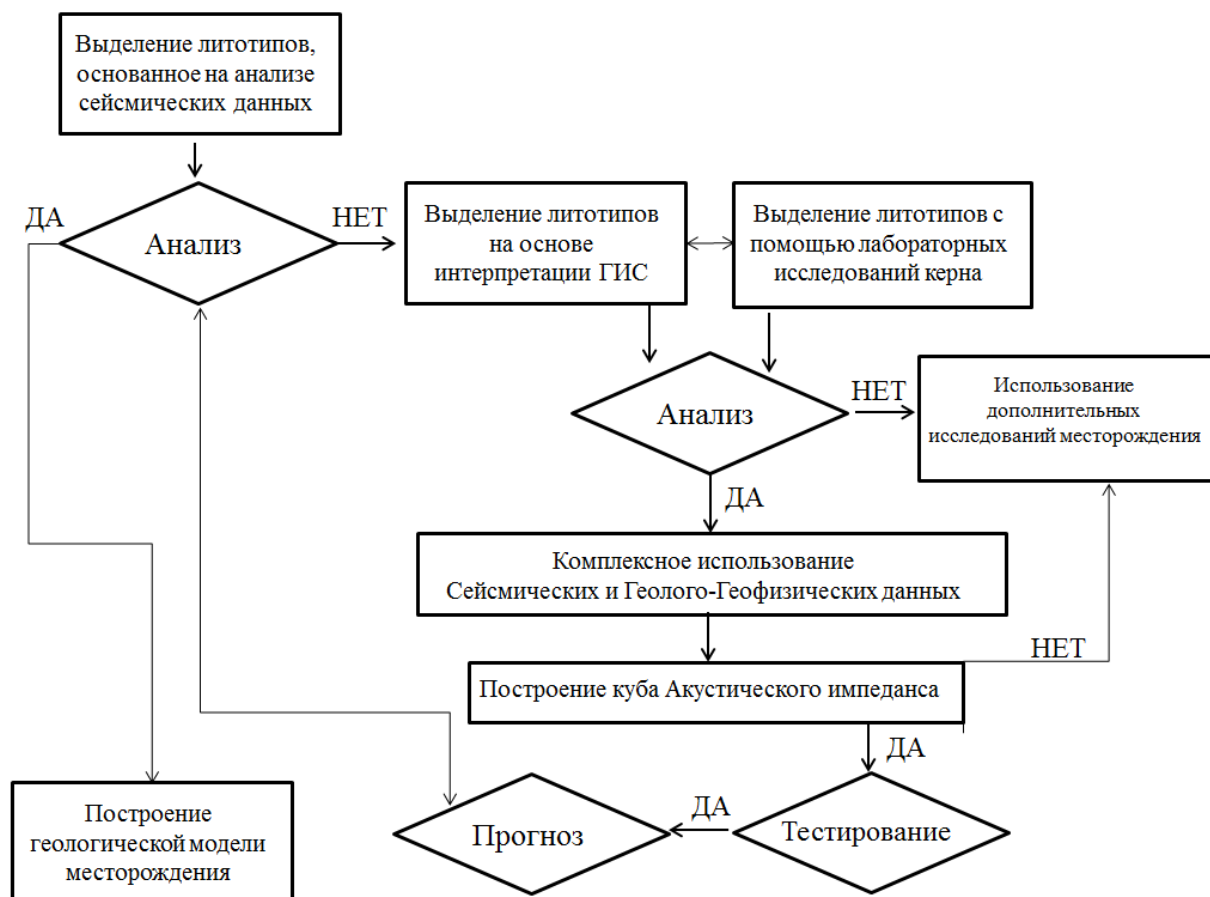 Выделение литотипов,
основанное на анализе
сейсмических данных
ДА
Анализ
НЕТ
Выделение литотипов
на основе
интерпретации ГИС
Выделение литотипов с
помощью лабораторных
исследований керна
Анализ
НЕТ
Использование
дополнительных
исследований месторождения
ДА
Комплексное использование
Сейсмических и Геолого-Геофизических данных
НЕТ
Построение куба Акустического импеданса
ДА
Построение
геологической модели
месторождения
Прогноз
ДА
Тестирование